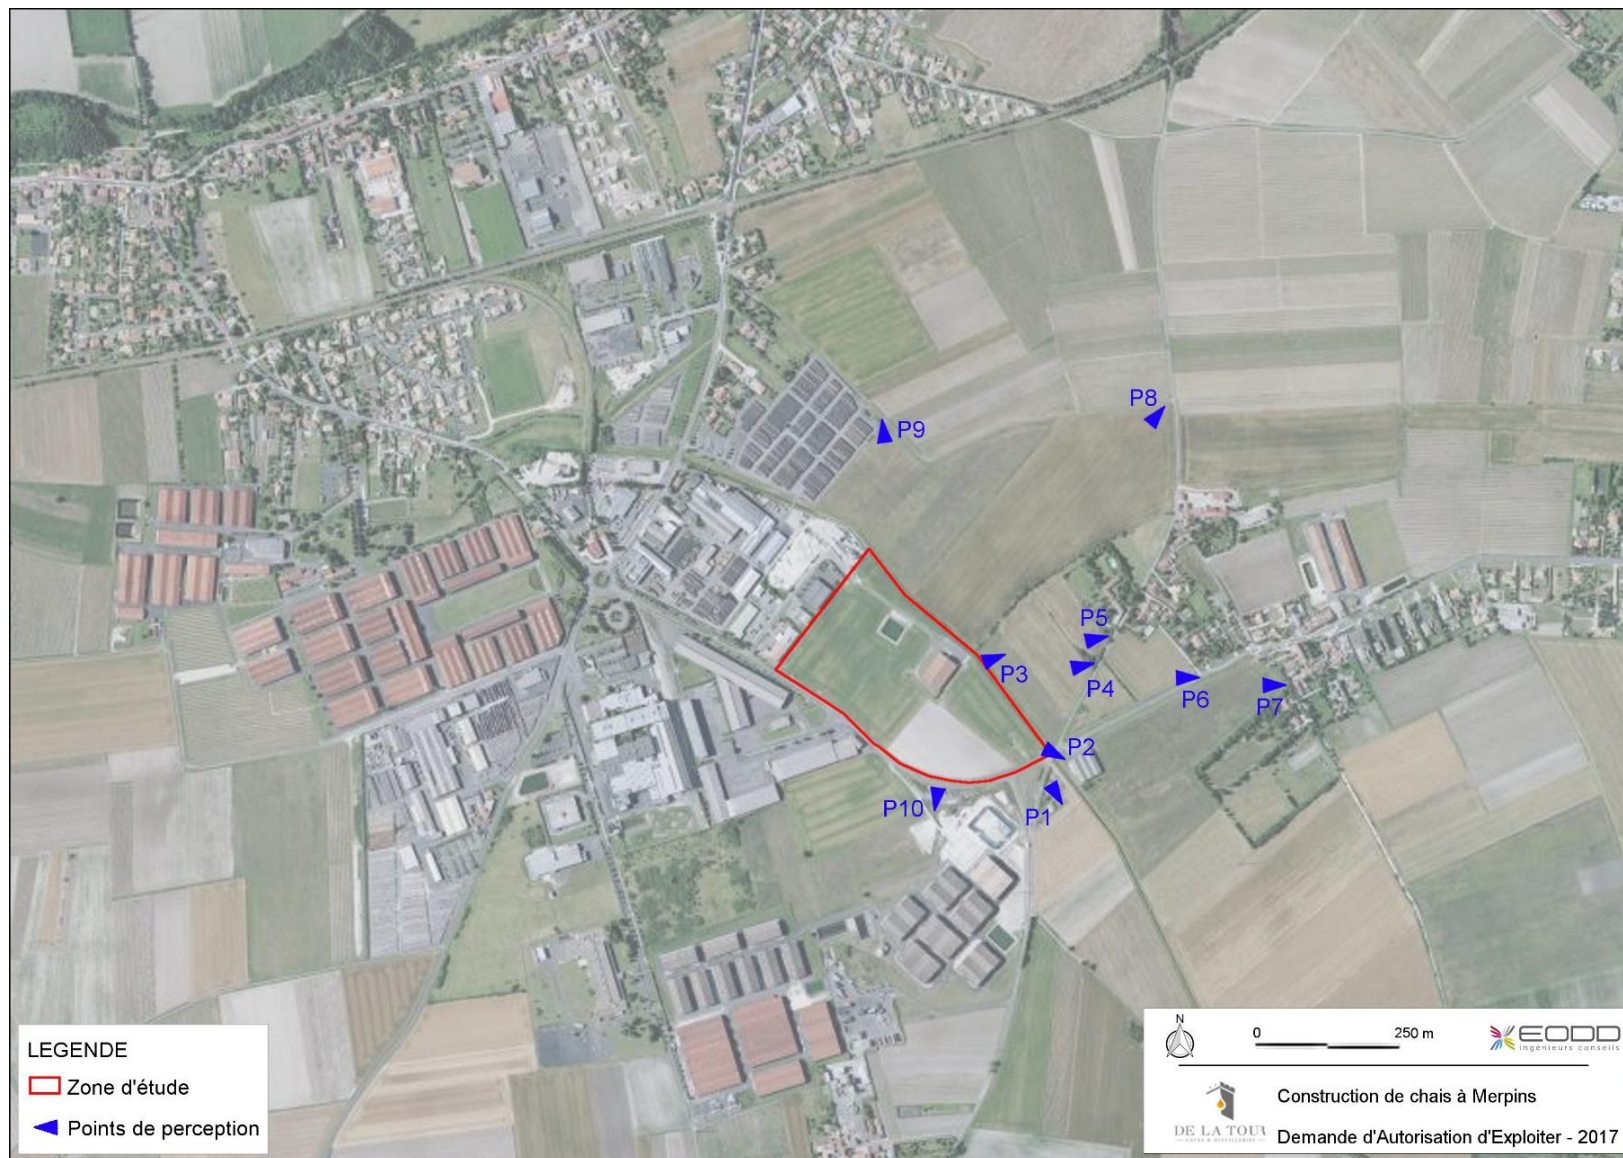 P8
P9
P5
P3
P4
P6
P7
P2
P10
P1
LEGENDE
Zone d'étude
Points de perception
N
0
250 m
EODD
ingénieurs conseils
DE LA TOUR
Construction de chais à Merpins
Demande d'Autorisation d'Exploiter - 2017